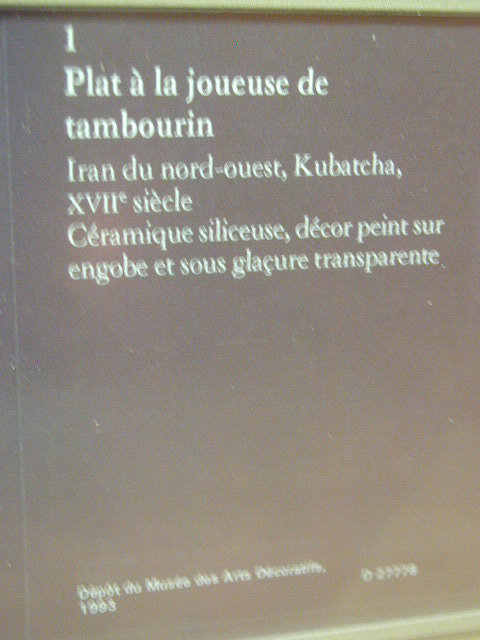 1
Plat à la joueuse de
tambourin
Iran du nord-ouest, Kubatcha,
XVIIe siècle
Céramique siliceuse, décor peint sur
engobe et sous glaçure transparente
Dépôt du Musée des Arts Décoratifs, O 27778
1993